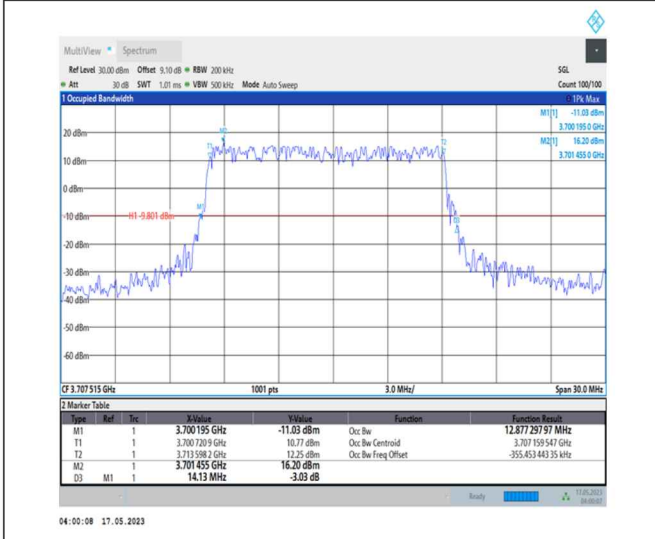 MultiView Spectrum
Ref Level 30.00 dBm Offset 9.10 dB RBW 200 kHz SGL
Att 30 dB SWT 1.01 ms VBW 500 kHz Mode Auto Sweep Count 100/100
1 Occupied Bandwidth 1Pk Max
M1[1] -11.03 dBm
3.700 195 0 GHz
M2[1] 16.20 dBm
3.701 455 0 GHz
20 dBm
M2
T1
T2
10 dBm
0 dBm
M1
-10 dBm H1 -9.801 dBm
D3
-20 dBm
-30 dBm
-40 dBm
-50 dBm
-60 dBm
CF 3.707 515 GHz 1001 pts 3.0 MHz/ Span 30.0 MHz
2 Marker Table
Type Ref Trc X-Value Y-Value Function Function Result
M1 1 3.700 195 GHz -11.03 dBm Occ Bw 12.877 297 97 MHz
T1 1 3.700 720 9 GHz 10.77 dBm Occ Bw Centroid 3.707 159 547 GHz
T2 1 3.713 598 2 GHz 12.25 dBm Occ Bw Freq Offset -355.453 443 35 kHz
M2 1 3.701 455 GHz 16.20 dBm
D3 M1 1 14.13 MHz -3.03 dB
Ready 17.05.2023
04:00:07
04:00:08 17.05.2023